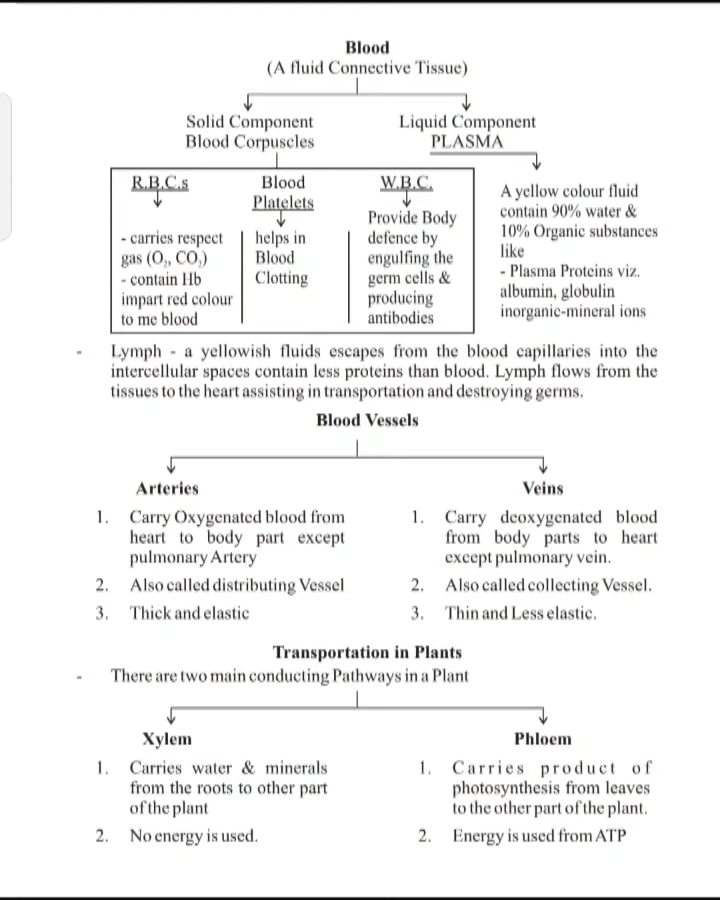 Blood
(A fluid Connective Tissue)
Solid Component
Blood Corpuscles
Liquid Component
PLASMA
R.B.C.s
- carries respect
gas (O₂, CO₂)
- contain Hb
impart red colour
to me blood
Blood
Platelets
helps in
Blood
Clotting
W.B.C.
Provide Body
defence by
engulfing the
germ cells &
producing
antibodies
A yellow colour fluid
contain 90% water &
10% Organic substances
like
- Plasma Proteins viz.
albumin, globulin
inorganic-mineral ions
- Lymph - a yellowish fluids escapes from the blood capillaries into the
intercellular spaces contain less proteins than blood. Lymph flows from the
tissues to the heart assisting in transportation and destroying germs.
Blood Vessels
Arteries
1. Carry Oxygenated blood from
heart to body part except
pulmonary Artery
2. Also called distributing Vessel
3. Thick and elastic
Veins
1. Carry deoxygenated blood
from body parts to heart
except pulmonary vein.
2. Also called collecting Vessel.
3. Thin and Less elastic.
Transportation in Plants
- There are two main conducting Pathways in a Plant
Xylem
1. Carries water & minerals
from the roots to other part
of the plant
2. No energy is used.
Phloem
1. Carries product of
photosynthesis from leaves
to the other part of the plant.
2. Energy is used from ATP